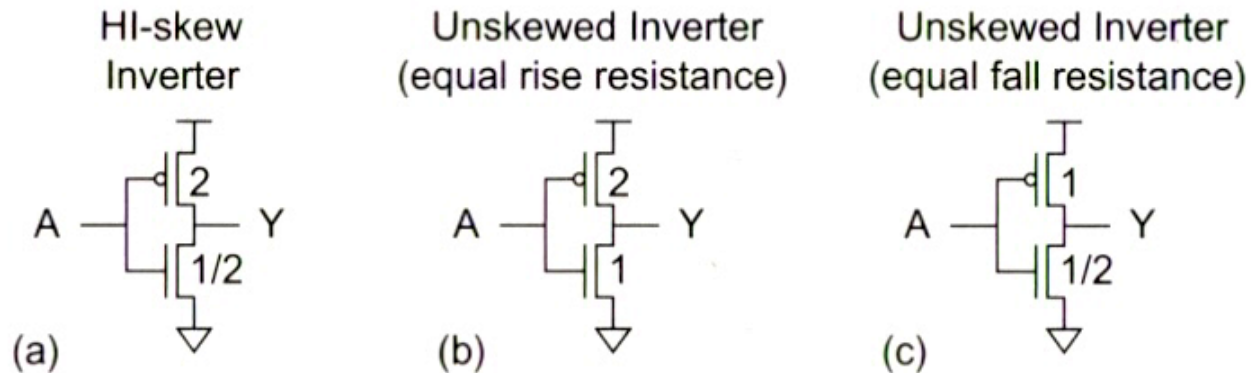 HI-skew
Inverter
Unskewed Inverter
(equal rise resistance)
Unskewed Inverter
(equal fall resistance)
2
A
Y
1/2
(a)
2
A
Y
1
(b)
1
A
Y
1/2
(c)